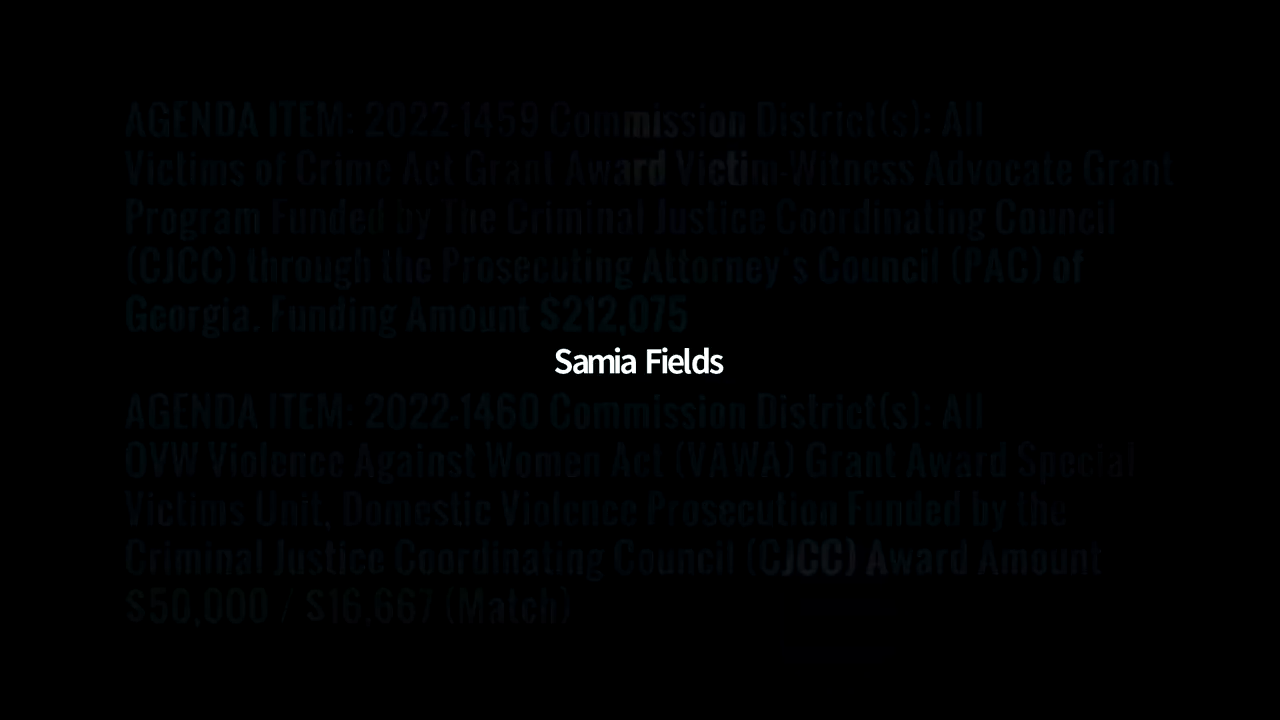 AGENDA ITEM: 2022-1459 Commission District(s): All
Victims of Crime Act Grant Award Victim-Witness Advocate Grant
Program Funded by The Criminal Justice Coordinating Council
(CJCC) through the Prosecuting Attorney's Council (PAC) of
Georgia. Funding Amount $212,075
Samia Fields
AGENDA ITEM: 2022-1460 Commission District(s): All
OVW Violence Against Women Act (VAWA) Grant Award Special
Victims Unit, Domestic Violence Prosecution Funded by the
Criminal Justice Coordinating Council (CJCC) Award Amount
$50,000 / $16.667 (Match)